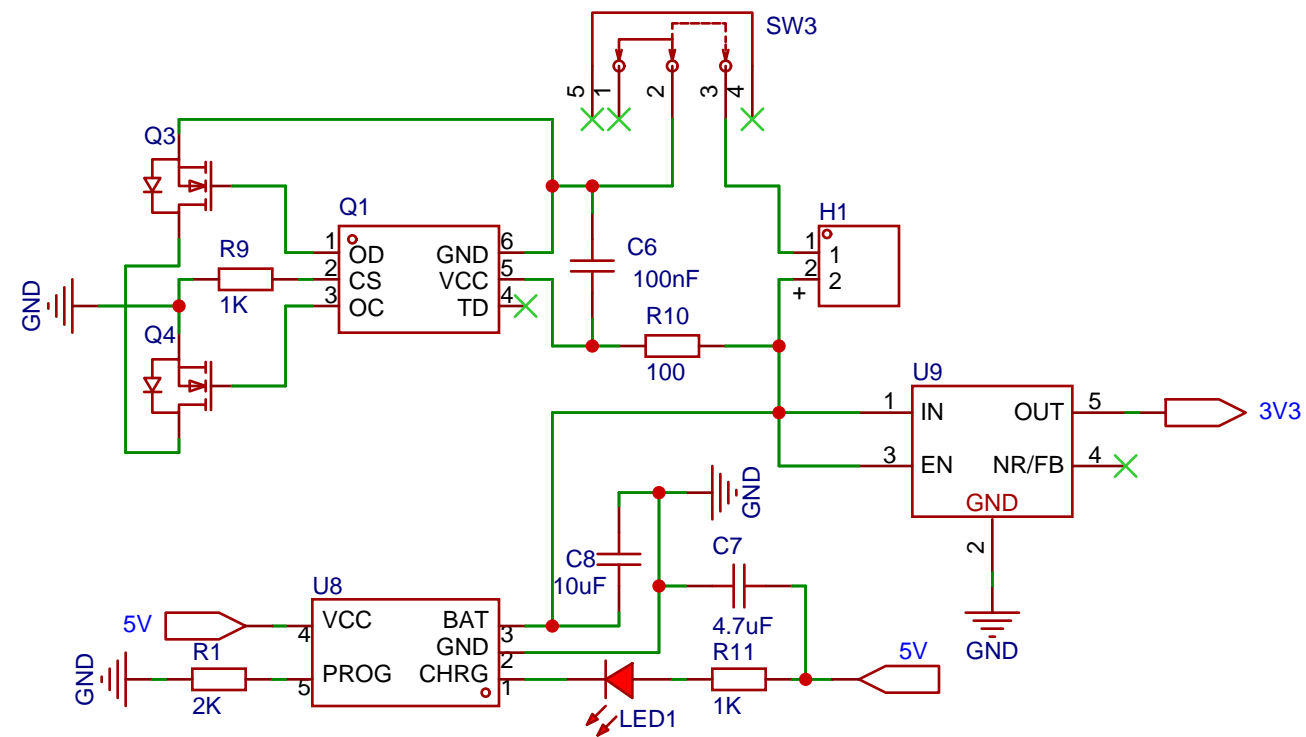 SW3
5 1 2 3 4
Q3
Q1
H1
1 OD GND 6
2 CS VCC 5
3 OC TD 4
R9
1K
GND
Q4
C6
100nF
1 1
2 2
+
R10
100
U9
1 IN OUT 5 3V3
3 EN NR/FB 4
GND
2
GND
GND
C8
10uF
C7
4.7uF
U8
5V 4 VCC BAT 3
GND 2
5 PROG CHRG 1
GND
R1
2K
LED1
R11
1K
5V